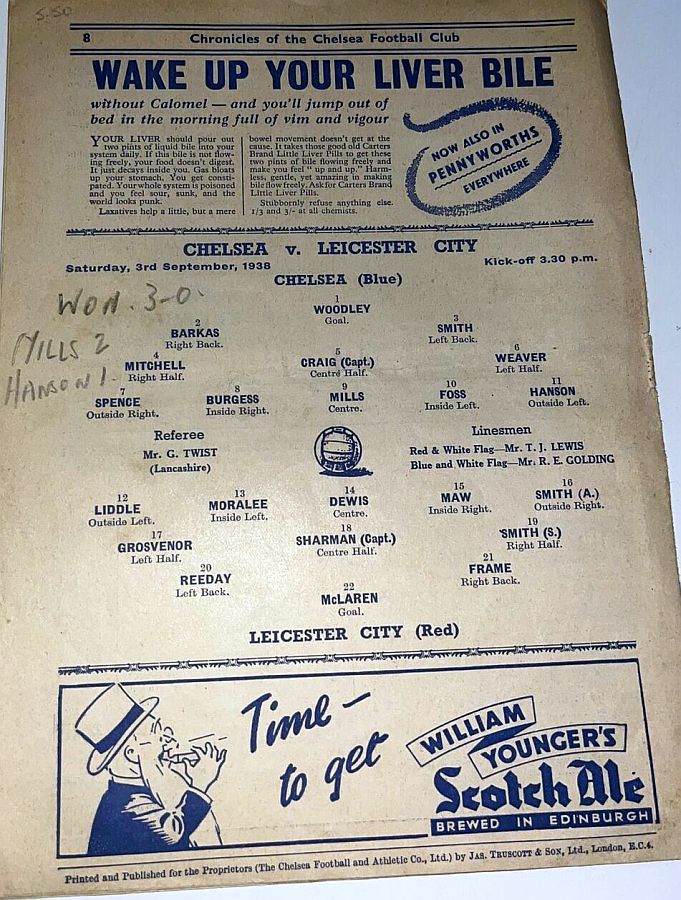 5.50
8 Chronicles of the Chelsea Football Club
WAKE UP YOUR LIVER BILE
without Calomel — and you'll jump out of
bed in the morning full of vim and vigour
YOUR LIVER should pour out
two pints of liquid bile into your
system daily. If this bile is not flow-
ing freely, your food doesn't digest.
It just decays inside you. Gas bloats
up your stomach. You get consti-
pated. Your whole system is poisoned
and you feel sour, sunk, and the
world looks punk.
Laxatives help a little, but a mere
bowel movement doesn't get at the
cause. It takes those good old Carters
Brand Little Liver Pills to get these
two pints of bile flowing freely and
make you feel "up and up." Harm-
less, gentle, yet amazing in making
bile flow freely. Ask for Carters Brand
Little Liver Pills.
Stubbornly refuse anything else.
1/3 and 3/- at all chemists.
NOW ALSO IN
PENNYWORTHS
EVERYWHERE
CHELSEA v. LEICESTER CITY
Saturday, 3rd September, 1938 Kick-off 3.30 p.m.
CHELSEA (Blue)
WON. 3-0.
MILLS 2
HANSON 1.
1
WOODLEY
Goal.
2 3
BARKAS SMITH
Right Back. Left Back.
4 5 6
MITCHELL CRAIG (Capt.) WEAVER
Right Half. Centre Half. Left Half.
7 8 9 10 11
SPENCE BURGESS MILLS FOSS HANSON
Outside Right. Inside Right. Centre. Inside Left. Outside Left.
Referee Linesmen
Mr. G. TWIST Red & White Flag—Mr. T. J. LEWIS
(Lancashire) Blue and White Flag—Mr. R. E. GOLDING
12 13 14 15 16
LIDDLE MORALEE DEWIS MAW SMITH (A.)
Outside Left. Inside Left. Centre. Inside Right. Outside Right.
17 18 19
GROSVENOR SHARMAN (Capt.) SMITH (S.)
Left Half. Centre Half. Right Half.
20 21
REEDAY FRAME
Left Back. Right Back.
22
McLAREN
Goal.
LEICESTER CITY (Red)
Time —
to get
WILLIAM
YOUNGER'S
Scotch Ale
BREWED IN EDINBURGH
Printed and Published for the Proprietors (The Chelsea Football and Athletic Co., Ltd.) by JAS. TRUSCOTT & SON, Ltd., London, E.C.4.